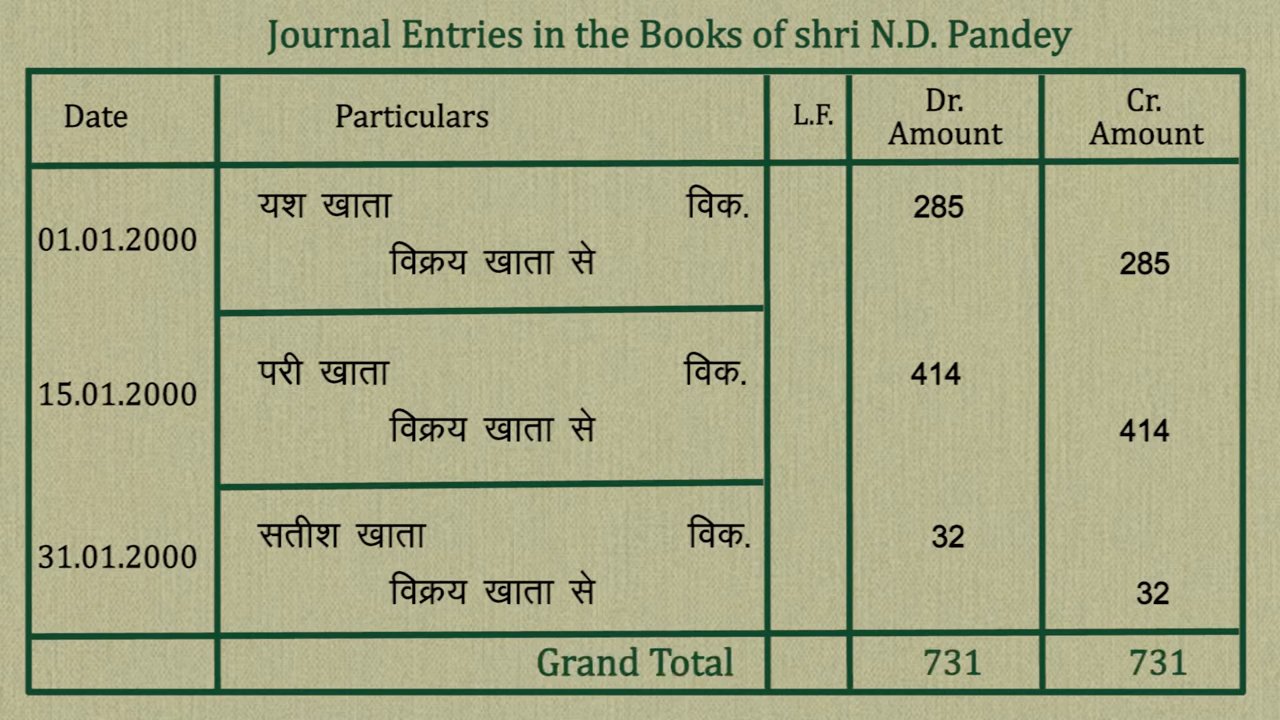 Journal Entries in the Books of shri N.D. Pandey
Date Particulars L.F. Dr. Amount Cr. Amount
01.01.2000 यश खाता विक. 285
विक्रय खाता से 285
15.01.2000 परी खाता विक. 414
विक्रय खाता से 414
31.01.2000 सतीश खाता विक. 32
विक्रय खाता से 32
Grand Total 731 731